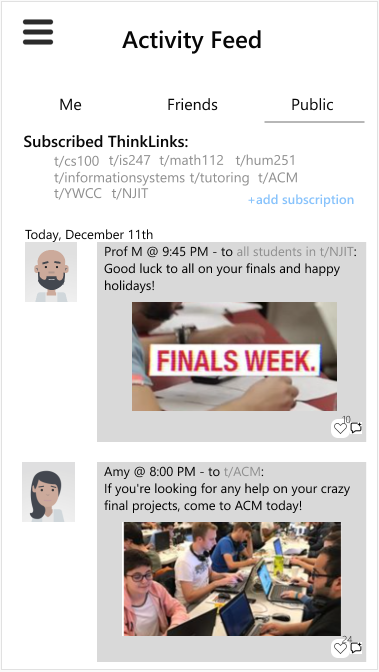 Activity Feed
Me Friends Public
Subscribed ThinkLinks:
t/cs100 t/is247 t/math112 t/hum251
t/informationsystems t/tutoring t/ACM
t/YWCC t/NJIT
+add subscription
Today, December 11th
Prof M @ 9:45 PM - to all students in t/NJIT:
Good luck to all on your finals and happy
holidays!
FINALS WEEK.
10
Amy @ 8:00 PM - to t/ACM:
If you're looking for any help on your crazy
final projects, come to ACM today!
24